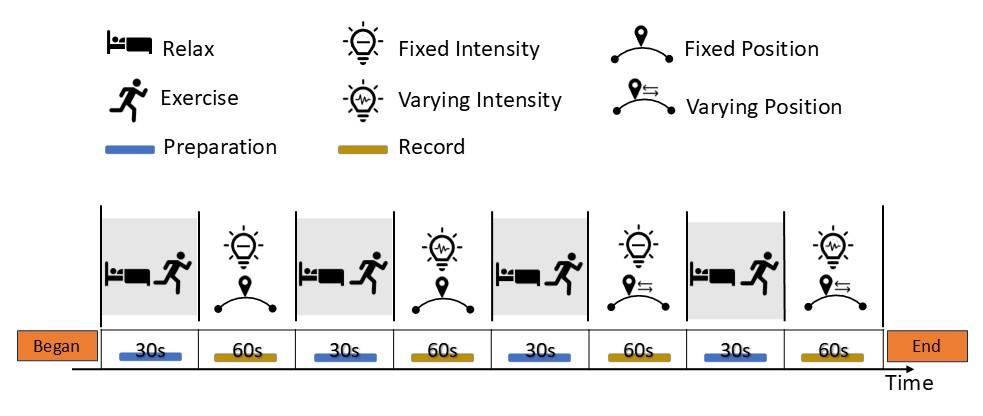 Relax
Fixed Intensity
Fixed Position
Exercise
Varying Intensity
Varying Position
Preparation
Record
Began
30s
60s
30s
60s
30s
60s
30s
60s
End
Time